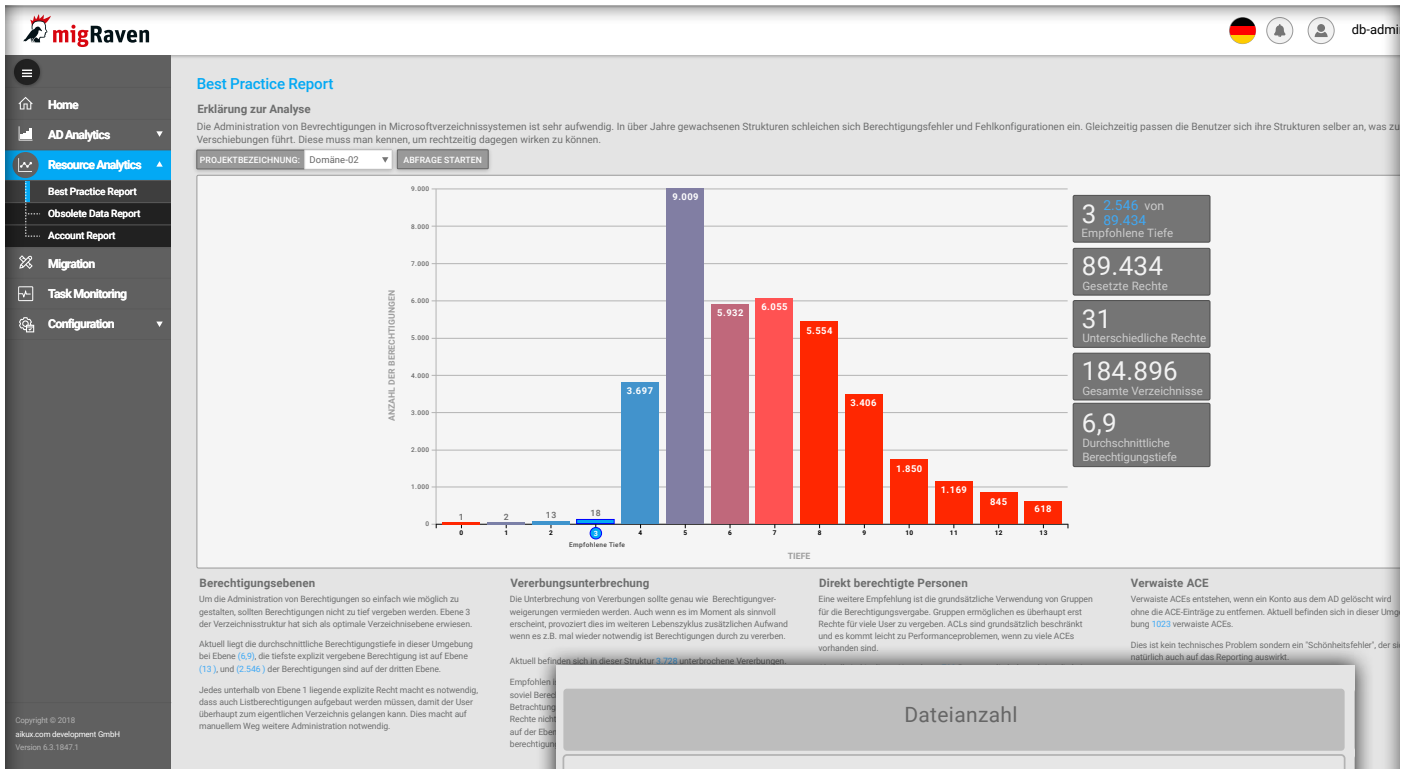 migRaven
db-admi
Home
AD Analytics
Resource Analytics
Best Practice Report
Obsolete Data Report
Account Report
Migration
Task Monitoring
Configuration
Copyright © 2018
aikux.com development GmbH
Version 6.3.1847.1
Best Practice Report
Erklärung zur Analyse
Die Administration von Bevrechtigungen in Microsoftverzeichnissystemen ist sehr aufwendig. In über Jahre gewachsenen Strukturen schleichen sich Berechtigungsfehler und Fehlkonfigurationen ein. Gleichzeitig passen die Benutzer sich ihre Strukturen selber an, was zu
Verschiebungen führt. Diese muss man kennen, um rechtzeitig dagegen wirken zu können.
PROJEKTBEZEICHNUNG: Domäne-02 ABFRAGE STARTEN
ANZAHL DER BERECHTIGUNGEN
9.000
8.000
7.000
6.000
5.000
4.000
3.000
2.000
1.000
0
1 2 13 18 3.697 9.009 5.932 6.055 5.554 3.406 1.850 1.169 845 618
0 1 2 3 4 5 6 7 8 9 10 11 12 13
Empfohlene Tiefe
TIEFE
3 2.546 von
89.434
Empfohlene Tiefe
89.434
Gesetzte Rechte
31
Unterschiedliche Rechte
184.896
Gesamte Verzeichnisse
6,9
Durchschnittliche
Berechtigungstiefe
Berechtigungsebenen
Um die Administration von Berechtigungen so einfach wie möglich zu
gestalten, sollten Berechtigungen nicht zu tief vergeben werden. Ebene 3
der Verzeichnisstruktur hat sich als optimale Verzeichnisebene erwiesen.
Aktuell liegt die durchschnittliche Berechtigungstiefe in dieser Umgebung
bei Ebene (6,9), die tiefste explizit vergebene Berechtigung ist auf Ebene
(13 ), und (2.546 ) der Berechtigungen sind auf der dritten Ebene.
Jedes unterhalb von Ebene 1 liegende explizite Recht macht es notwendig,
dass auch Listberechtigungen aufgebaut werden müssen, damit der User
überhaupt zum eigentlichen Verzeichnis gelangen kann. Dies macht auf
manuellem Weg weitere Administration notwendig.
Vererbungsunterbrechung
Die Unterbrechung von Vererbungen sollte genau wie Berechtigungver-
weigerungen vermieden werden. Auch wenn es im Moment als sinnvoll
erscheint, provoziert dies im weiteren Lebenszyklus zusätzlichen Aufwand
wenn es z.B. mal wieder notwendig ist Berechtigungen durch zu vererben.
Aktuell befinden sich in dieser Struktur 3.728 unterbrochene Vererbungen.
Empfohlen
soviel Berec
Betrachtung
Rechte nicht
auf der Eben
berechtigun
Direkt berechtigte Personen
Eine weitere Empfehlung ist die grundsätzliche Verwendung von Gruppen
für die Berechtigungsvergabe. Gruppen ermöglichen es überhaupt erst
Rechte für viele User zu vergeben. ACLs sind grundsätzlich beschränkt
und es kommt leicht zu Performanceproblemen, wenn zu viele ACEs
vorhanden sind.
Verwaiste ACE
Verwaiste ACEs entstehen, wenn ein Konto aus dem AD gelöscht wird
ohne die ACE-Einträge zu entfernen. Aktuell befinden sich in dieser Umge
bung 1023 verwaiste ACEs.
Dies ist kein technisches Problem sondern ein "Schönheitsfehler", der si
natürlich auch auf das Reporting auswirkt.
Dateianzahl